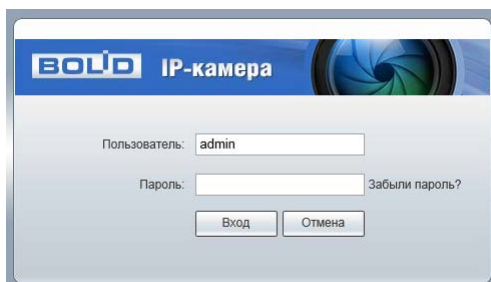 BOLID IP-камера
Пользователь: admin
Пароль: Забыли пароль?
Вход Отмена